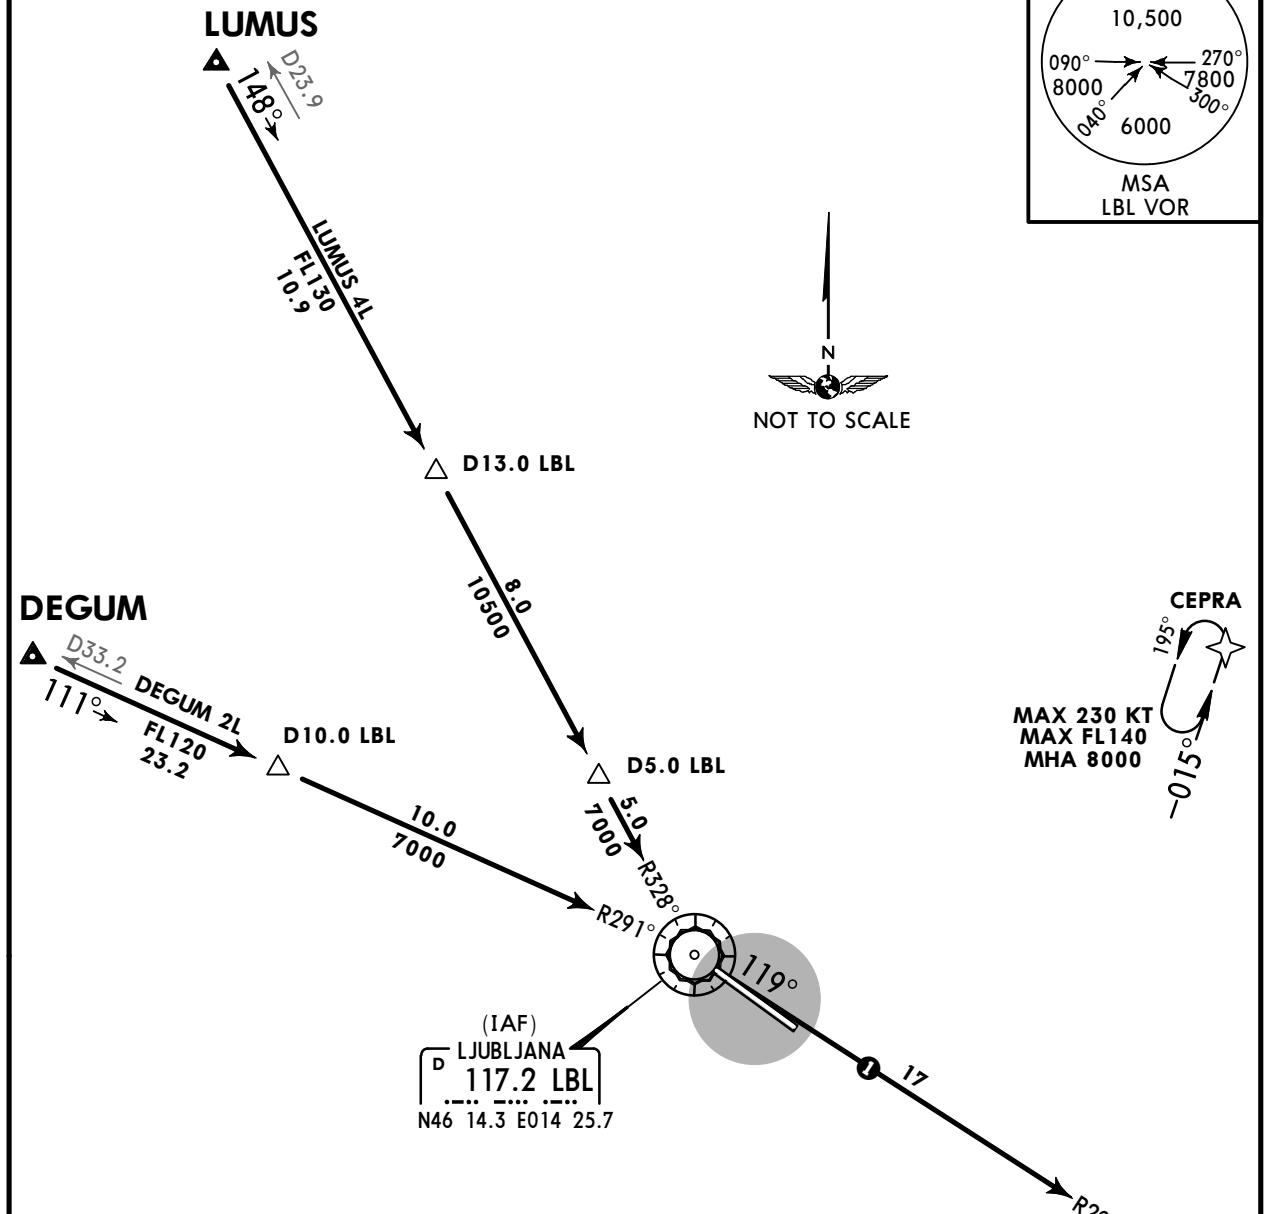 LUMUS
D23.9
148°
LUMUS 4L
FL130
10.9
10,500
090°
270°
8000
7800
040°
300°
6000
MSA
LBL VOR
N
NOT TO SCALE
D13.0 LBL
8.0
10500
DEGUM
D33.2
111°
DEGUM 2L
FL120
23.2
D10.0 LBL
10.0
7000
R291°
D5.0 LBL
5.0
7000
R328°
CEPRA
195°
MAX 230 KT
MAX FL140
MHA 8000
015°
119°
(IAF)
LJUBLJANA
D 117.2 LBL
N46 14.3 E014 25.7
1
17